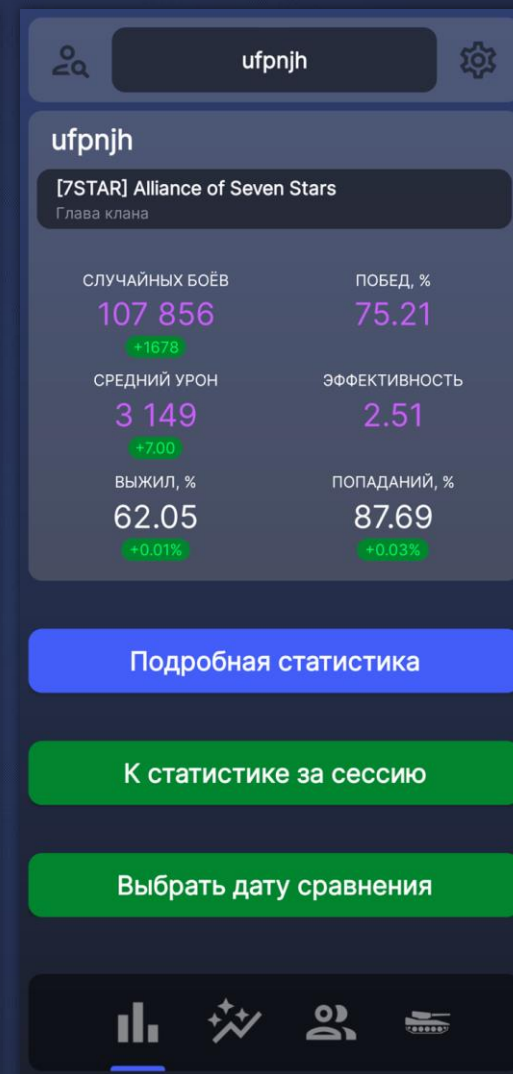 ufpnjh
ufpnjh
[7STAR] Alliance of Seven Stars
Глава клана
СЛУЧАЙНЫХ БОЁВ
107 856
+1678
ПОБЕД, %
75.21
СРЕДНИЙ УРОН
3 149
+7.00
ЭФФЕКТИВНОСТЬ
2.51
ВЫЖИЛ, %
62.05
+0.01%
ПОПАДАНИЙ, %
87.69
+0.03%
Подробная статистика
К статистике за сессию
Выбрать дату сравнения